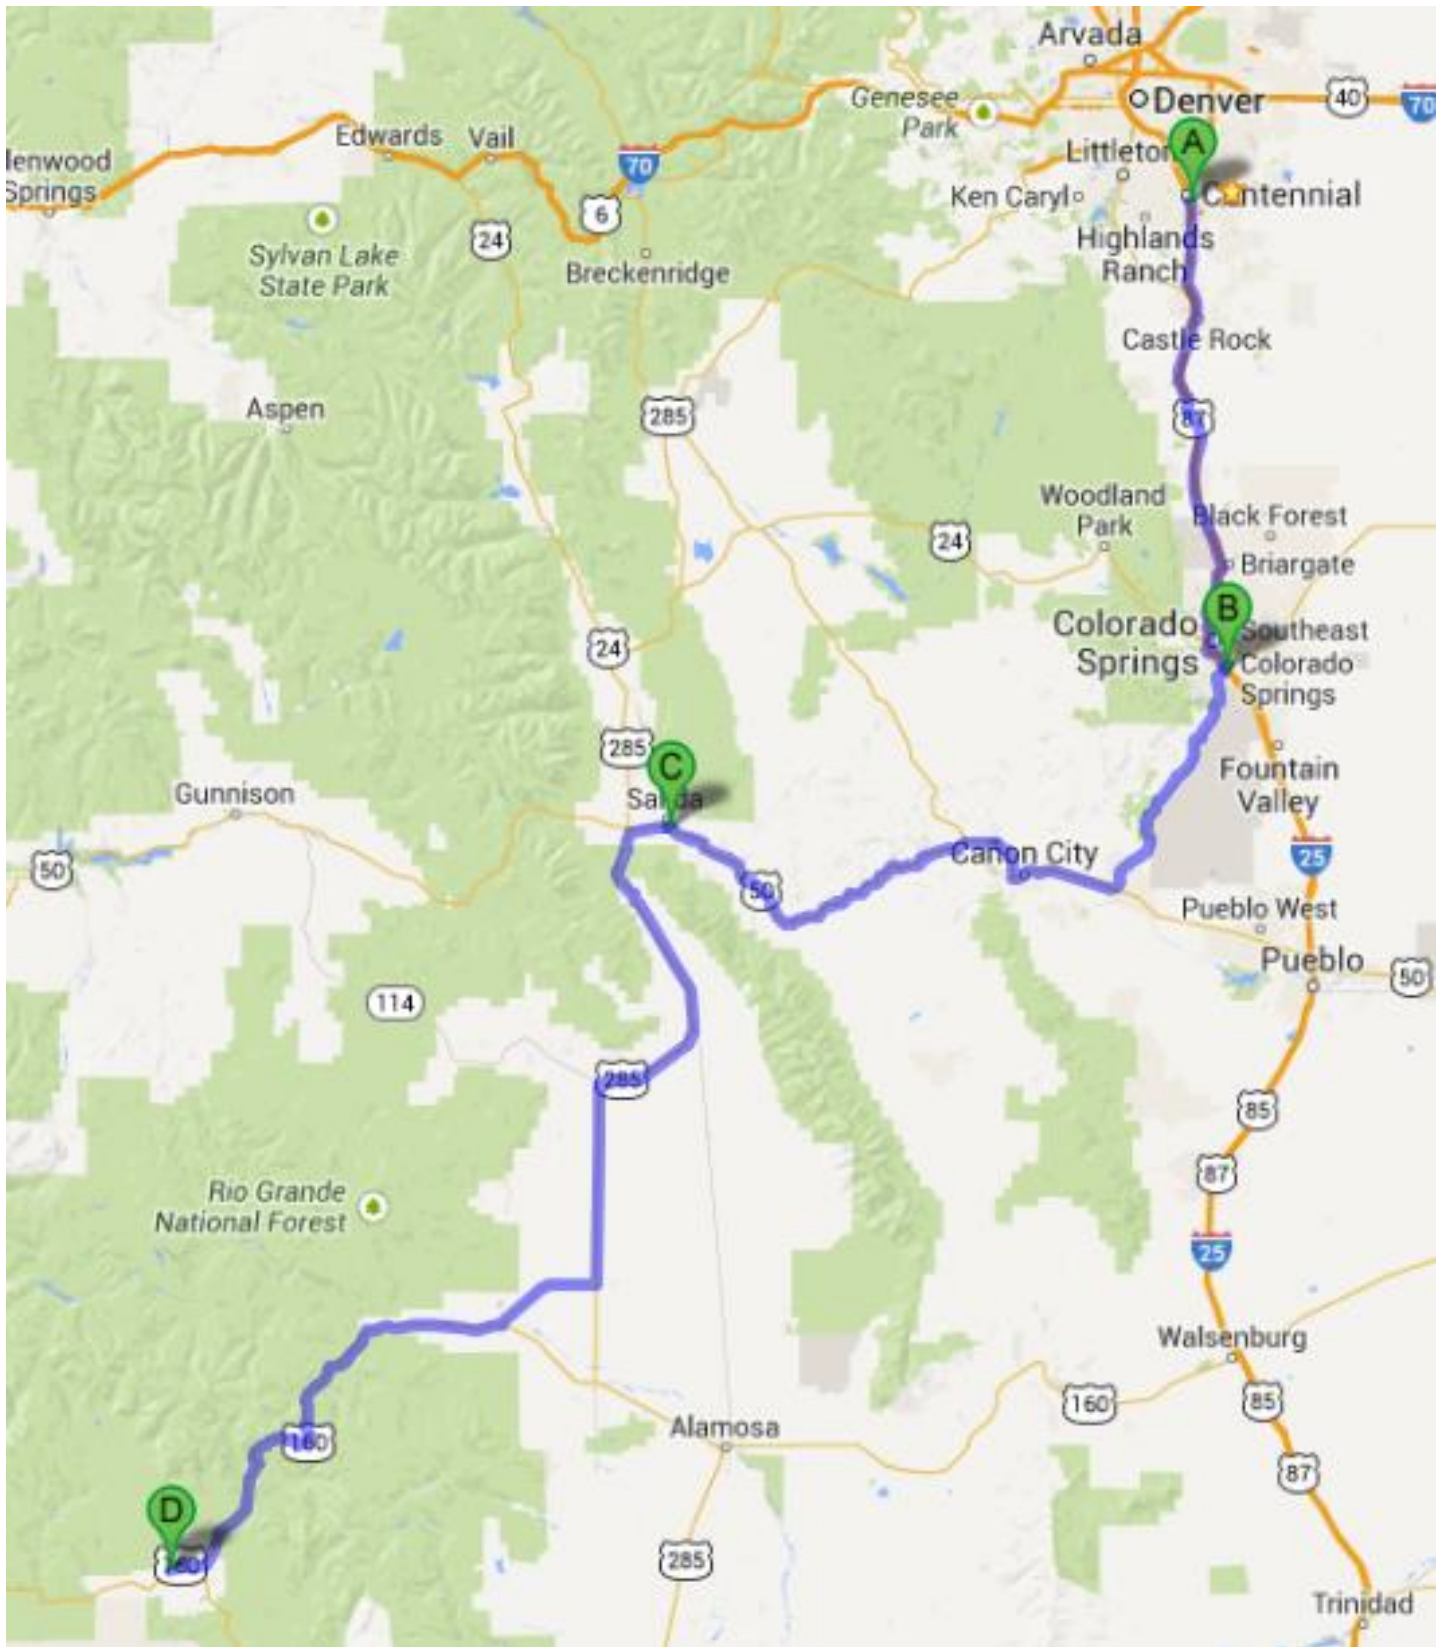 Arvada
Denver
40
70
Genesee
Park
A
Littleton
Edwards
Vail
70
lenwood
Springs
Ken Caryl
Centennial
6
24
Highlands
Ranch
Sylvan Lake
State Park
Breckenridge
Castle Rock
Aspen
285
87
Woodland
Park
Black Forest
24
Briargate
B
Colorado
Springs
Southeast
Colorado
Springs
24
285
C
Salida
Fountain
Valley
Gunnison
50
50
Cañon City
25
Pueblo West
Pueblo
50
114
285
85
87
Rio Grande
National Forest
25
Walsenburg
160
85
Alamosa
160
87
D
160
285
Trinidad